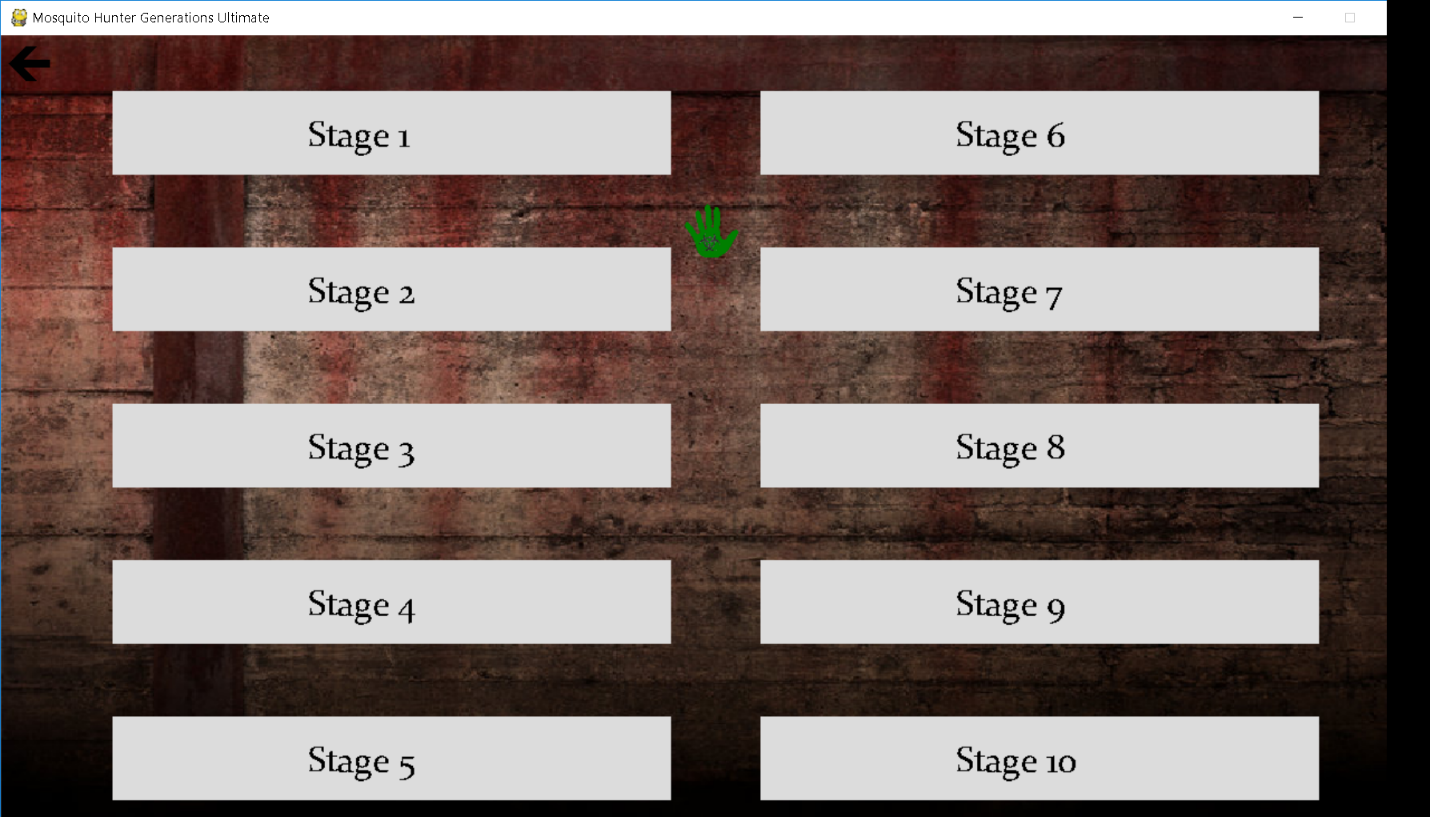 Mosquito Hunter Generations Ultimate
Stage 1
Stage 2
Stage 3
Stage 4
Stage 5
Stage 6
Stage 7
Stage 8
Stage 9
Stage 10